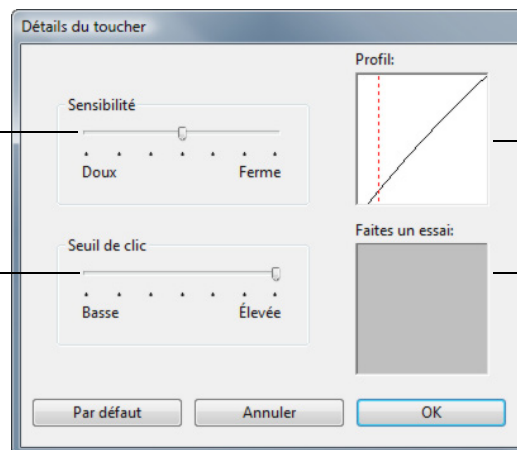 Détails du toucher
Profil:
Sensibilité
Doux Ferme
Faites un essai:
Seuil de clic
Basse Élevée
Par défaut Annuler OK